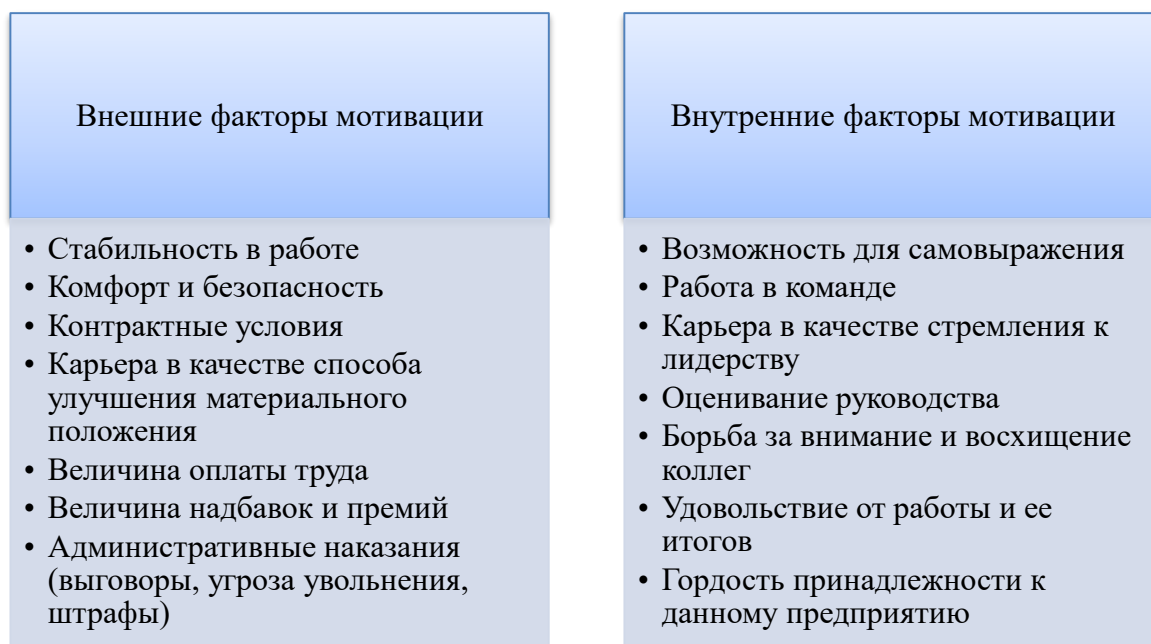 Внешние факторы мотивации
• Стабильность в работе
• Комфорт и безопасность
• Контрактные условия
• Карьера в качестве способа
улучшения материального
положения
• Величина оплаты труда
• Величина надбавок и премий
• Административные наказания
(выговоры, угроза увольнения,
штрафы)
Внутренние факторы мотивации
• Возможность для самовыражения
• Работа в команде
• Карьера в качестве стремления к
лидерству
• Оценивание руководства
• Борьба за внимание и восхищение
коллег
• Удовольствие от работы и ее
итогов
• Гордость принадлежности к
данному предприятию